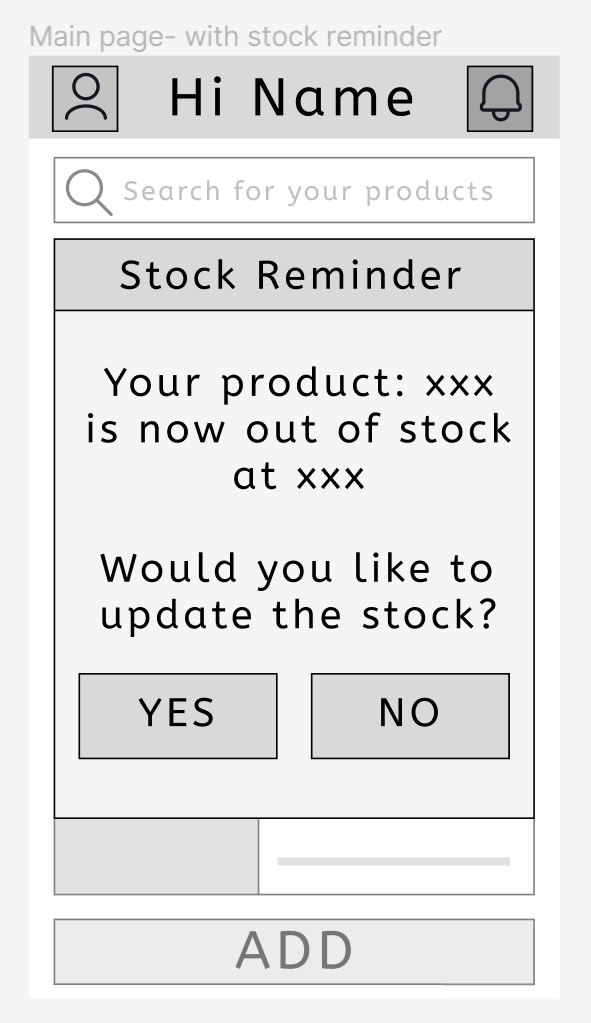 Main page- with stock reminder
Hi Name
Search for your products
Stock Reminder
Your product: xxx
is now out of stock
at xxx
Would you like to
update the stock?
YES NO
ADD